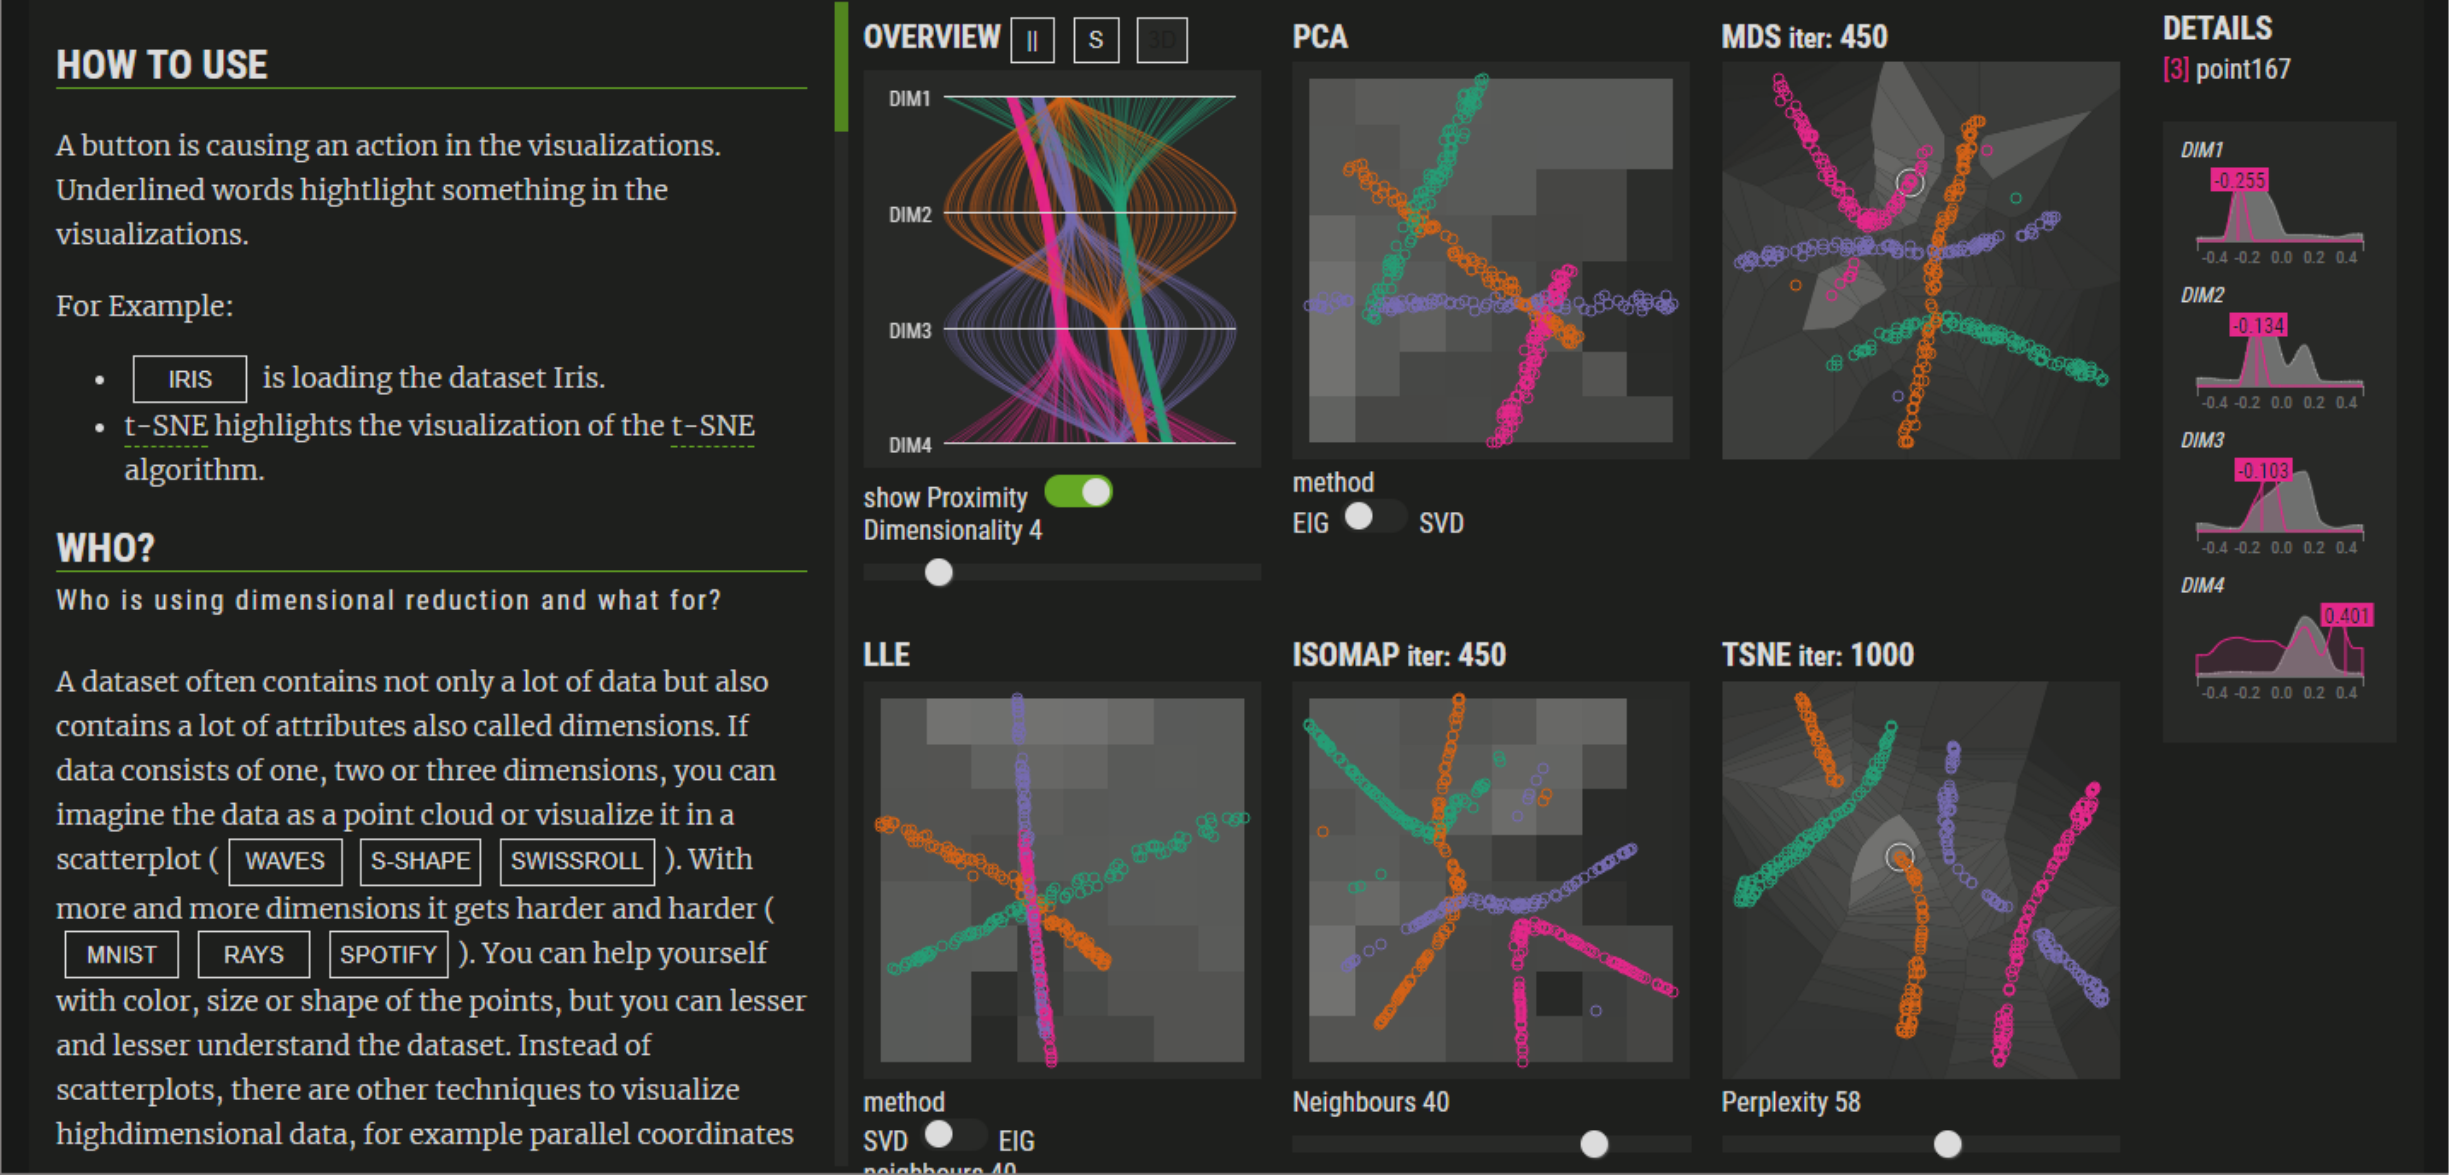 HOW TO USE
A button is causing an action in the visualizations.
Underlined words hightlight something in the
visualizations.
For Example:
IRIS is loading the dataset Iris.
t-SNE highlights the visualization of the t-SNE
algorithm.
WHO?
Who is using dimensional reduction and what for?
A dataset often contains not only a lot of data but also
contains a lot of attributes also called dimensions. If
data consists of one, two or three dimensions, you can
imagine the data as a point cloud or visualize it in a
scatterplot ( WAVES S-SHAPE SWISSROLL ). With
more and more dimensions it gets harder and harder (
MNIST RAYS SPOTIFY ). You can help yourself
with color, size or shape of the points, but you can lesser
and lesser understand the dataset. Instead of
scatterplots, there are other techniques to visualize
highdimensional data, for example parallel coordinates
OVERVIEW || S 3D
DIM1
DIM2
DIM3
DIM4
show Proximity
Dimensionality 4
PCA
method
EIG SVD
MDS iter: 450
LLE
method
SVD EIG
neighbours 40
ISOMAP iter: 450
Neighbours 40
TSNE iter: 1000
Perplexity 58
DETAILS
[3] point167
DIM1
-0.255
-0.4 -0.2 0.0 0.2 0.4
DIM2
-0.134
-0.4 -0.2 0.0 0.2 0.4
DIM3
-0.103
-0.4 -0.2 0.0 0.2 0.4
DIM4
0.401
-0.4 -0.2 0.0 0.2 0.4